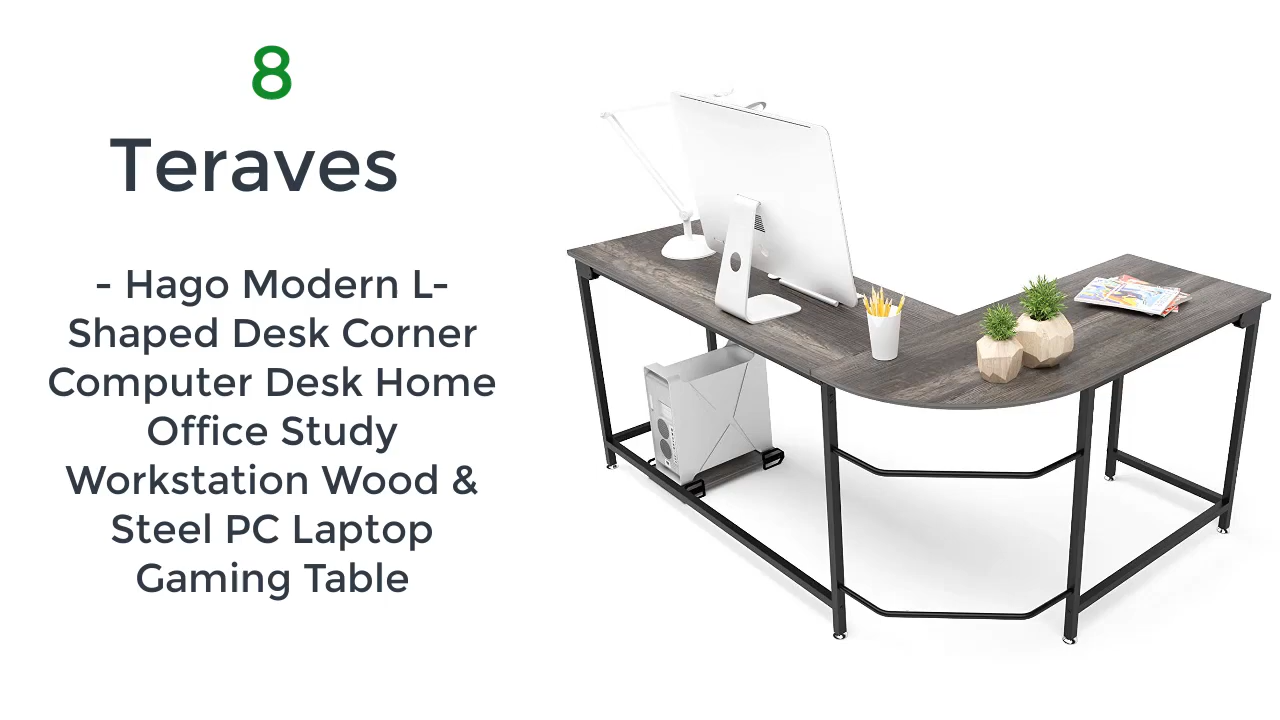 8
Teraves
- Hago Modern L-
Shaped Desk Corner
Computer Desk Home
Office Study
Workstation Wood &
Steel PC Laptop
Gaming Table